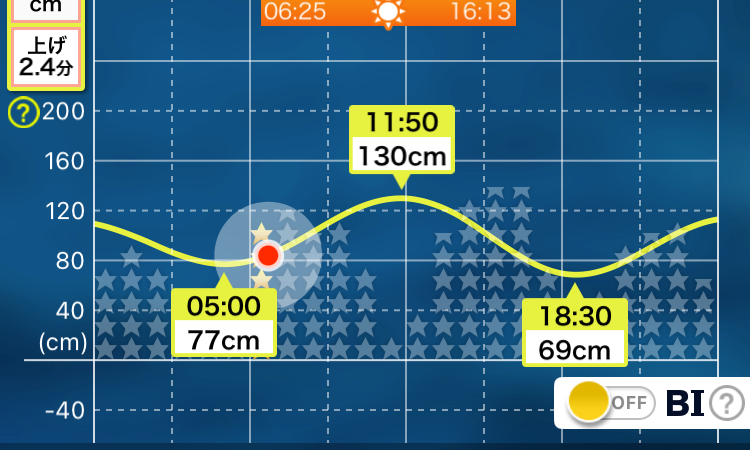 cm
06:25 16:13
上げ
2.4分
?
200
11:50
130cm
160
120
80
05:00
77cm
40
18:30
69cm
(cm)
-40
OFF BI ?